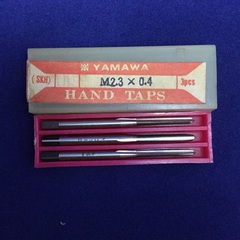 YAMAWA
(SKH) M2.3 × 0.4 3pcs
HAND TAPS